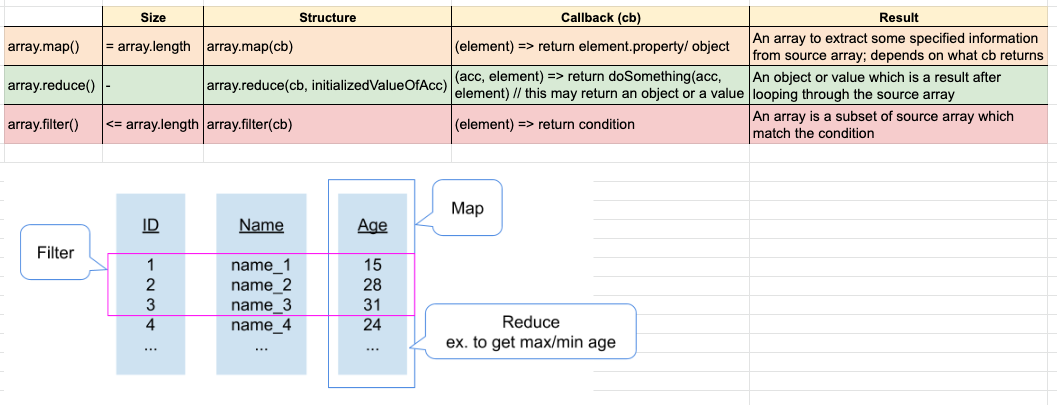 Size Structure Callback (cb) Result
array.map() = array.length array.map(cb) (element) => return element.property/ object An array to extract some specified information
from source array; depends on what cb returns
array.reduce() - array.reduce(cb, initializedValueOfAcc) (acc, element) => return doSomething(acc,
element) // this may return an object or a value An object or value which is a result after
looping through the source array
array.filter() <= array.length array.filter(cb) (element) => return condition An array is a subset of source array which
match the condition
Map
ID Name Age
Filter
1 name_1 15
2 name_2 28
3 name_3 31
4 name_4 24
... ... ...
Reduce
ex. to get max/min age